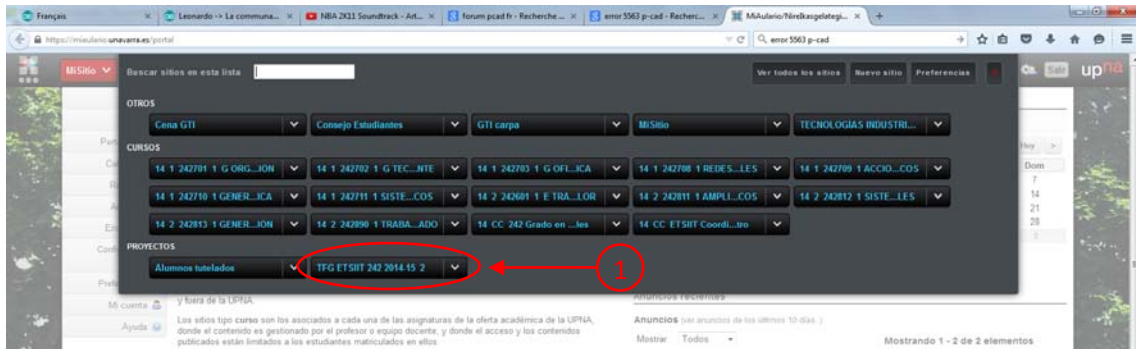 Français
Leonardo -> La communa...
NBA 2K11 Soundtrack - Art...
forum pcad fr - Recherche ...
error 5563 p-cad - Recherc...
MiAulario/Nirelkasgelategi...
https://miaulario.unavarra.es/portal
error 5563 p-cad
MiSitio
Buscar sitios en esta lista
Ver todos los sitios
Nuevo sitio
Preferencias
Salir
upna
OTROS
Cena GTI
Consejo Estudiantes
GTI carpa
MiSitio
TECNOLOGÍAS INDUSTRI...
Hoy >
CURSOS
Dom
14 1 242701 1 G ORG...IÓN
14 1 242702 1 G TEC...NTE
14 1 242703 1 G OFI...ICA
14 1 242708 1 REDES...LES
14 1 242709 1 ACCIO...COS
7
14 1 242710 1 GENER...ICA
14 1 242711 1 SISTE...COS
14 2 242601 1 E TRA...LOR
14 2 242811 1 AMPLI...COS
14 2 242812 1 SISTE...LES
14
21
14 2 242813 1 GENER...IÓN
14 2 242890 1 TRABA...ADO
14 CC 242 Grado en ...les
14 CC ETSIIT Coordi...tro
28
PROYECTOS
Alumnos tutelados
TFG ETSIIT 242 2014-15 2
1
Anuncios recientes
Mi cuenta
y fuera de la UPNA.
Ayuda
Los sitios tipo curso son los asociados a cada una de las asignaturas de la oferta académica de la UPNA,
donde el contenido es gestionado por el profesor o equipo docente, y donde el acceso y los contenidos
publicados están limitados a los estudiantes matriculados en ellos
Anuncios (ver anuncios de los últimos 10 días.)
Mostrar Todos
Mostrando 1 - 2 de 2 elementos